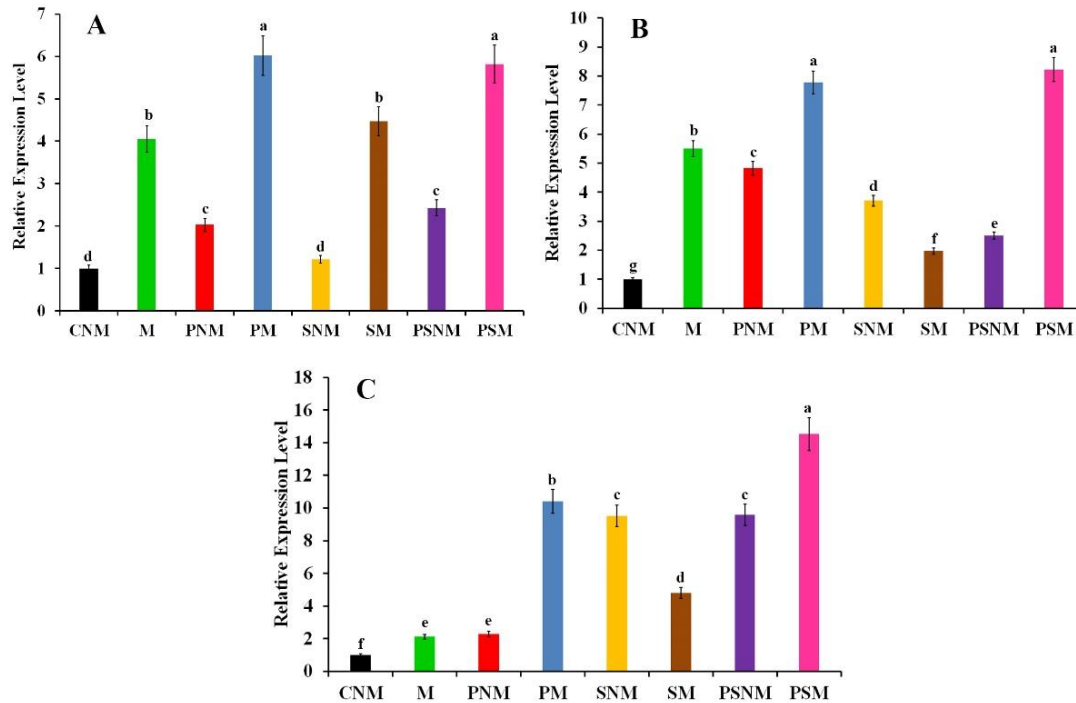 A
Relative Expression Level
7
6
5
4
3
2
1
0
d
b
c
a
d
b
c
a
CNM M PNM PM SNM SM PSNM PSM
B
Relative Expression Level
10
9
8
7
6
5
4
3
2
1
0
g
b
c
a
d
f
e
a
CNM M PNM PM SNM SM PSNM PSM
C
Relative Expression Level
18
16
14
12
10
8
6
4
2
0
f
e
e
b
c
d
c
a
CNM M PNM PM SNM SM PSNM PSM